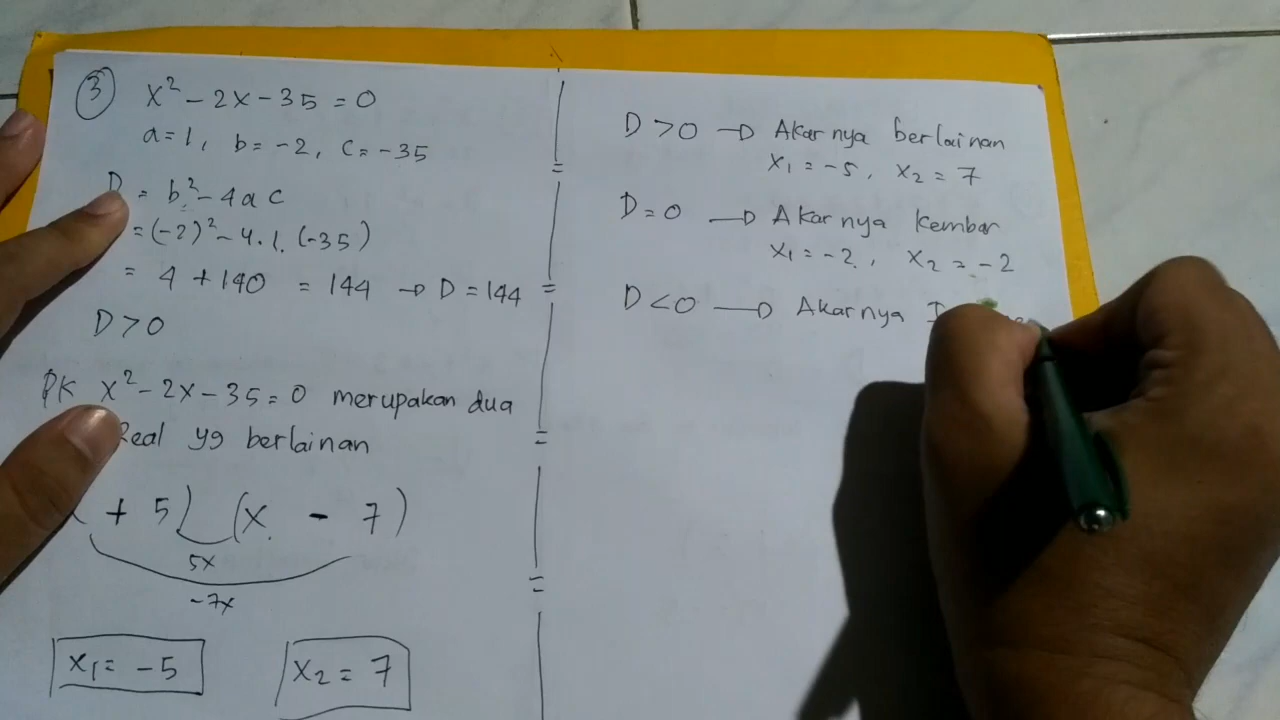 3 x² - 2x - 35 = 0
a = 1, b = -2, c = -35
D = b² - 4ac
= (-2)² - 4. 1. (-35)
= 4 + 140 = 144 → D = 144
D > 0
PK x² - 2x - 35 = 0 merupakan dua
Real yg berlainan
+ 5) (x - 7)
5x
-7x
x₁ = -5 x₂ = 7
D > 0 → Akarnya berlainan
x₁ = -5, x₂ = 7
D = 0 → Akarnya kembar
x₁ = -2, x₂ = -2
D < 0 → Akarnya